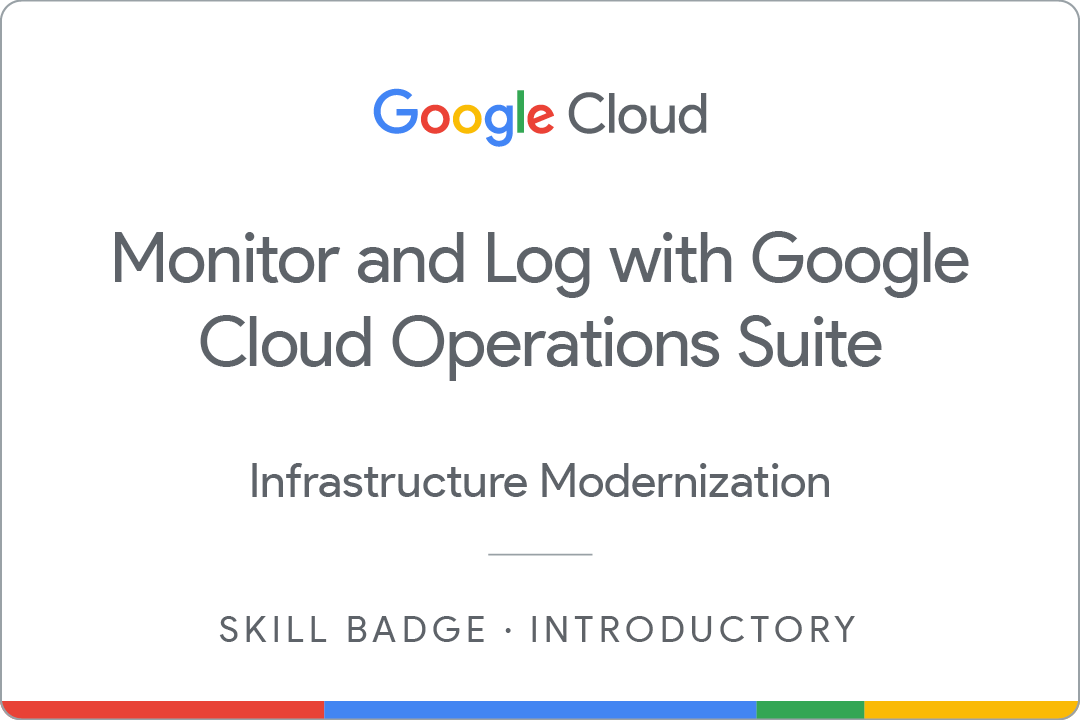 Google Cloud
Monitor and Log with Google
Cloud Operations Suite
Infrastructure Modernization
SKILL BADGE · INTRODUCTORY